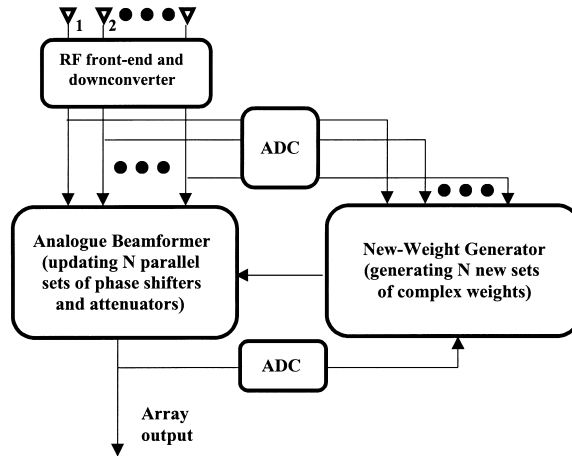 1 2
RF front-end and
downconverter
ADC
Analogue Beamformer
(updating N parallel
sets of phase shifters
and attenuators)
New-Weight Generator
(generating N new sets
of complex weights)
ADC
Array
output